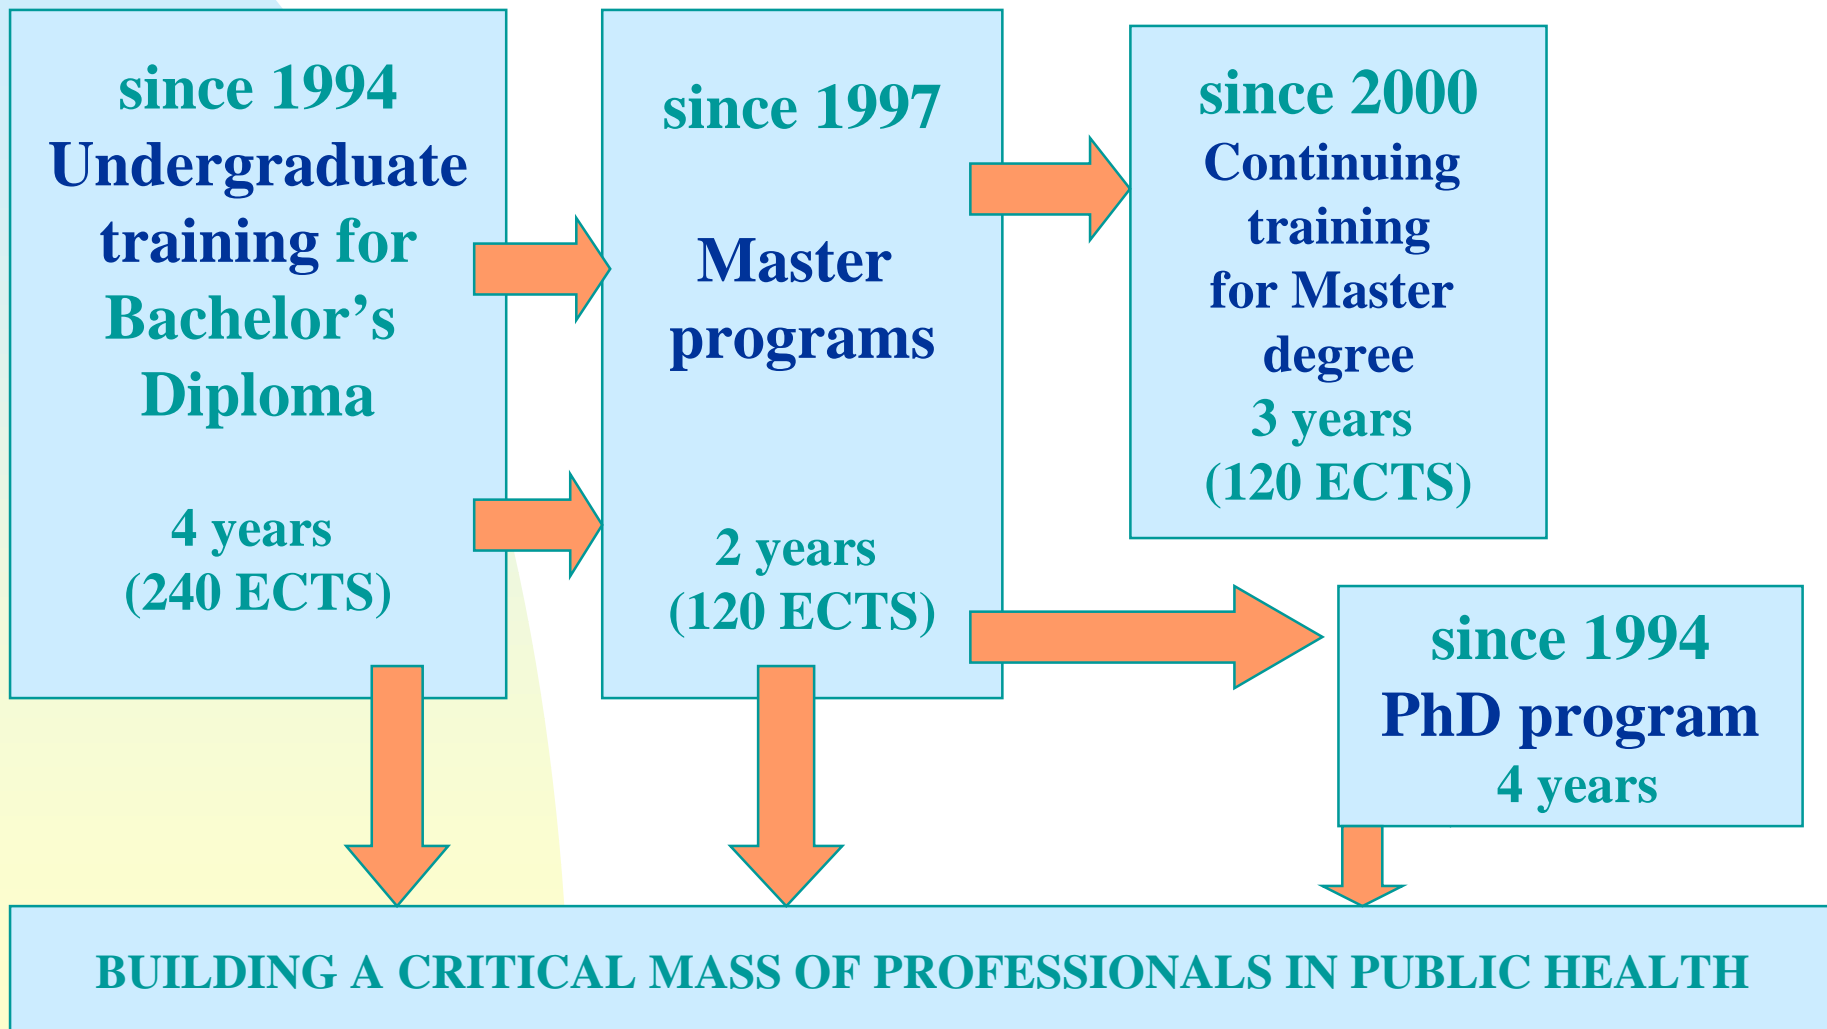 since 1994
Undergraduate
training for
Bachelor’s
Diploma
4 years
(240 ECTS)
since 1997
Master
programs
2 years
(120 ECTS)
since 2000
Continuing
training
for Master
degree
3 years
(120 ECTS)
since 1994
PhD program
4 years
BUILDING A CRITICAL MASS OF PROFESSIONALS IN PUBLIC HEALTH